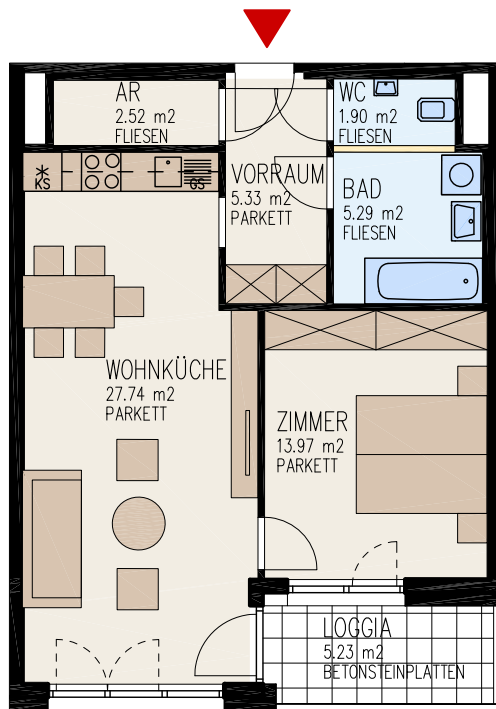 AR
2.52 m2
FLIESEN
WC
1.90 m2
FLIESEN
KS
GS
VORRAUM
5.33 m2
PARKETT
BAD
5.29 m2
FLIESEN
WOHNKÜCHE
27.74 m2
PARKETT
ZIMMER
13.97 m2
PARKETT
LOGGIA
5.23 m2
BETONSTEINPLATTEN